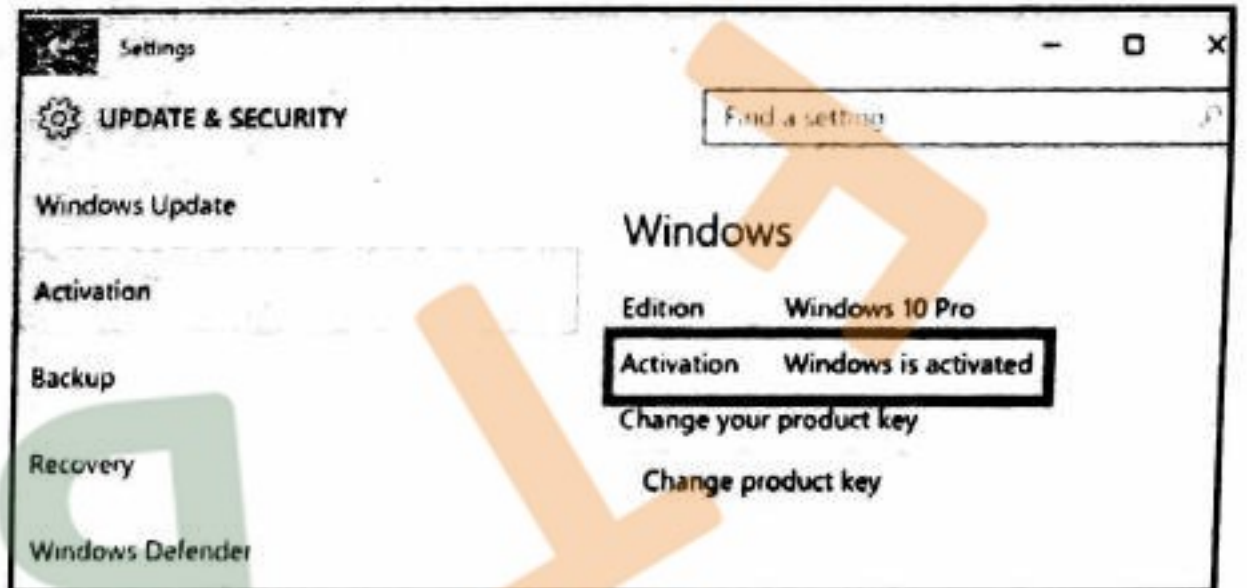 Settings
UPDATE & SECURITY
Find a setting
Windows Update
Activation
Backup
Recovery
Windows Defender
Windows
Edition Windows 10 Pro
Activation Windows is activated
Change your product key
Change product key